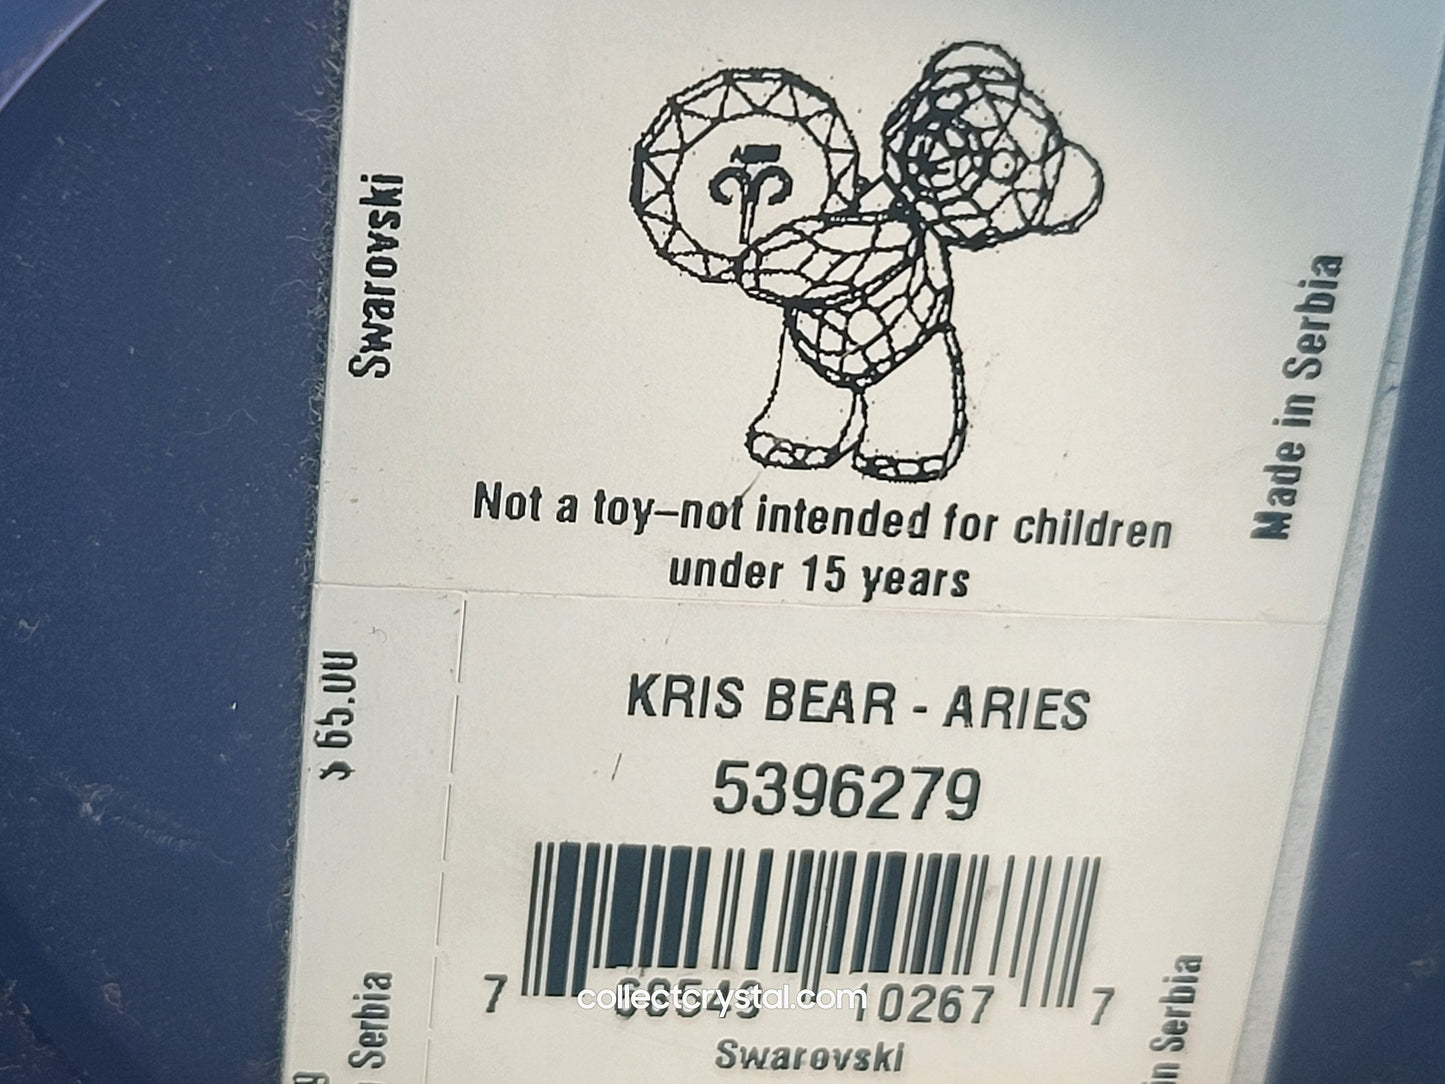 Swarovski
Made in Serbia
Not a toy–not intended for children
under 15 years
$ 65.00
KRIS BEAR - ARIES
5396279
7 10267 7
collectcrystal.com
Swarovski
Serbia
in Serbia